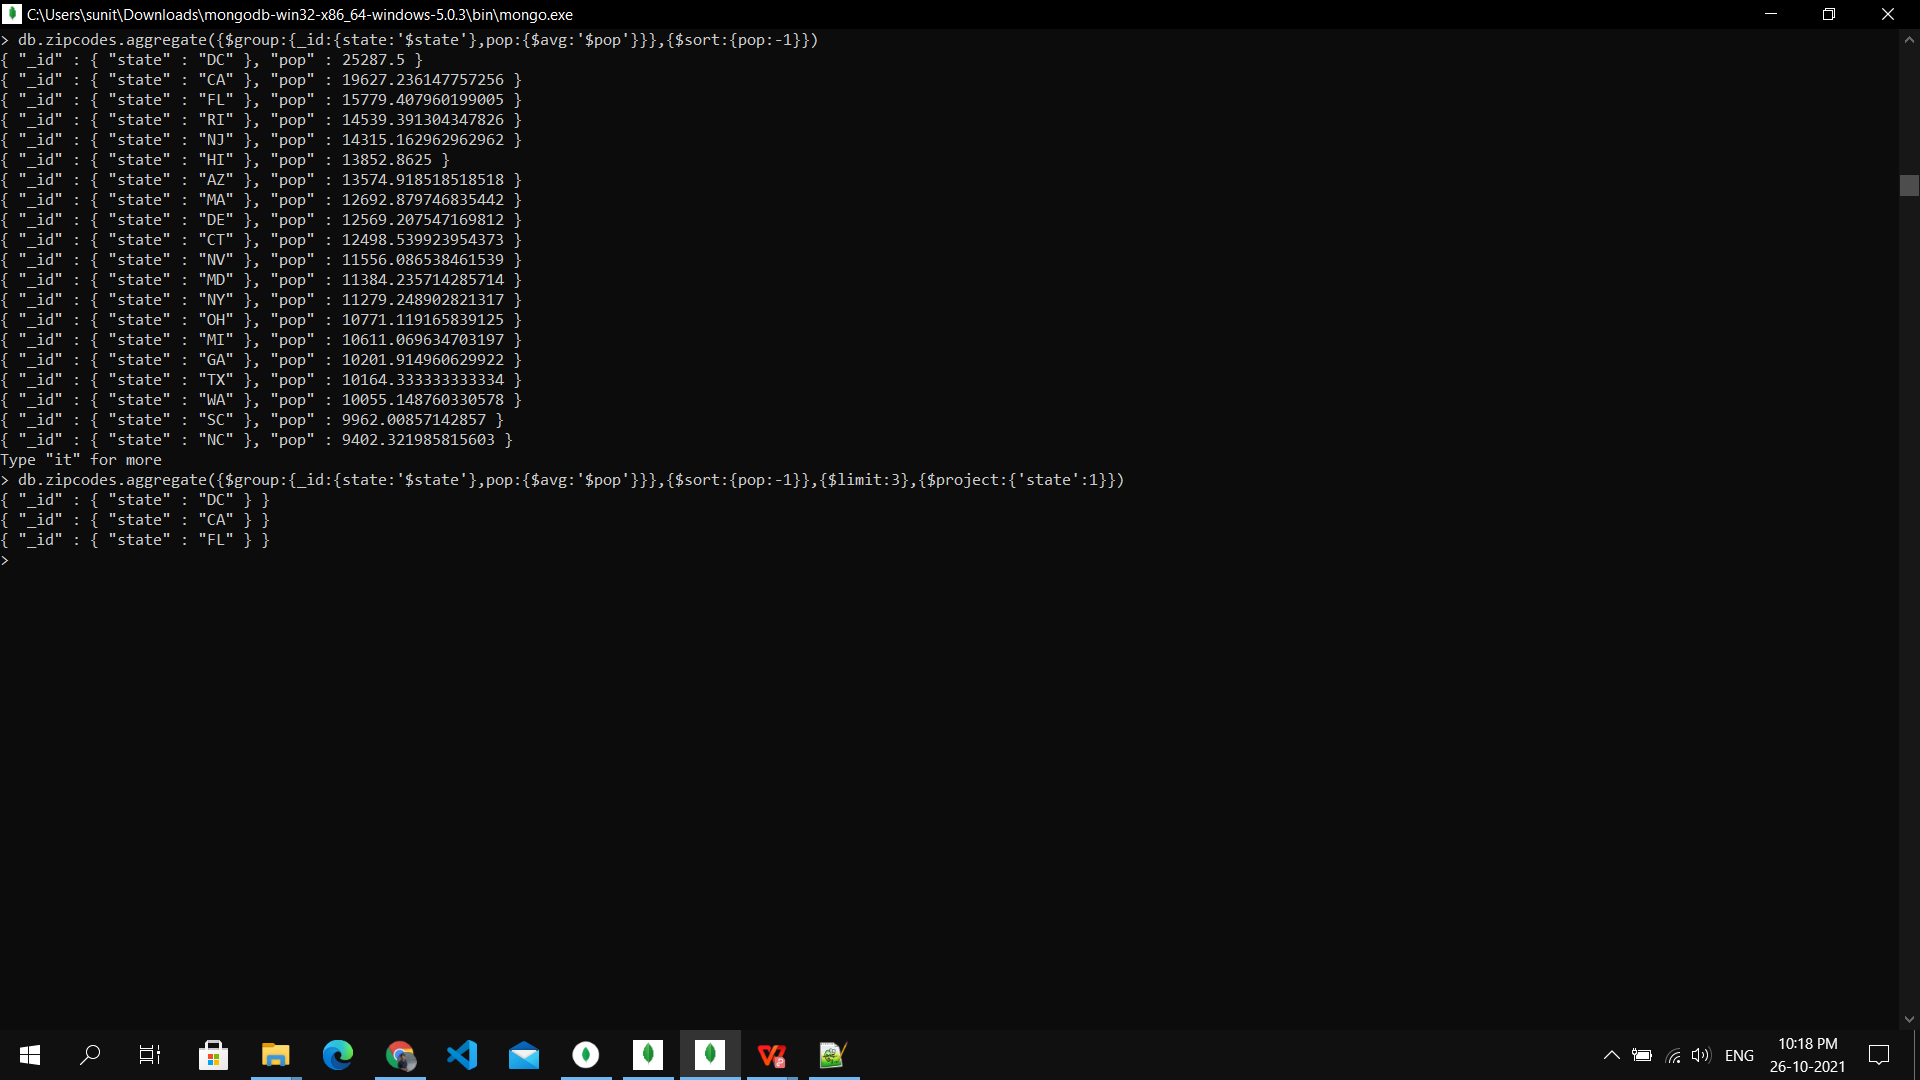 C:\Users\sunit\Downloads\mongodb-win32-x86_64-windows-5.0.3\bin\mongo.exe
> db.zipcodes.aggregate({$group:{_id:{state:'$state'},pop:{$avg:'$pop'}}},{$sort:{pop:-1}})
{ "_id" : { "state" : "DC" }, "pop" : 25287.5 }
{ "_id" : { "state" : "CA" }, "pop" : 19627.236147757256 }
{ "_id" : { "state" : "FL" }, "pop" : 15779.407960199005 }
{ "_id" : { "state" : "RI" }, "pop" : 14539.391304347826 }
{ "_id" : { "state" : "NJ" }, "pop" : 14315.162962962962 }
{ "_id" : { "state" : "HI" }, "pop" : 13852.8625 }
{ "_id" : { "state" : "AZ" }, "pop" : 13574.918518518518 }
{ "_id" : { "state" : "MA" }, "pop" : 12692.879746835442 }
{ "_id" : { "state" : "DE" }, "pop" : 12569.207547169812 }
{ "_id" : { "state" : "CT" }, "pop" : 12498.539923954373 }
{ "_id" : { "state" : "NV" }, "pop" : 11556.086538461539 }
{ "_id" : { "state" : "MD" }, "pop" : 11384.235714285714 }
{ "_id" : { "state" : "NY" }, "pop" : 11279.248902821317 }
{ "_id" : { "state" : "OH" }, "pop" : 10771.119165839125 }
{ "_id" : { "state" : "MI" }, "pop" : 10611.069634703197 }
{ "_id" : { "state" : "GA" }, "pop" : 10201.914960629922 }
{ "_id" : { "state" : "TX" }, "pop" : 10164.333333333334 }
{ "_id" : { "state" : "WA" }, "pop" : 10055.148760330578 }
{ "_id" : { "state" : "SC" }, "pop" : 9962.00857142857 }
{ "_id" : { "state" : "NC" }, "pop" : 9402.321985815603 }
Type "it" for more
> db.zipcodes.aggregate({$group:{_id:{state:'$state'},pop:{$avg:'$pop'}}},{$sort:{pop:-1}},{$limit:3},{$project:{'state':1}})
{ "_id" : { "state" : "DC" } }
{ "_id" : { "state" : "CA" } }
{ "_id" : { "state" : "FL" } }
>
ENG
10:18 PM
26-10-2021